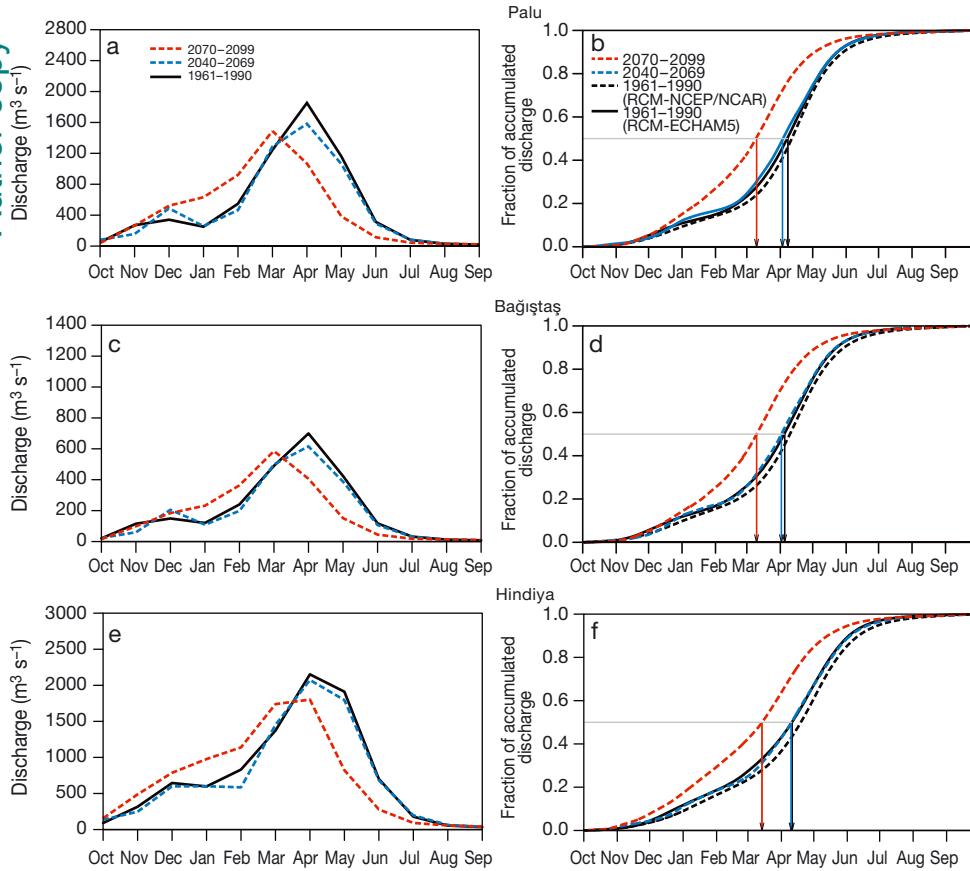 Palu
a
2070–2099
2040–2069
1961–1990
Discharge (m³ s⁻¹)
2800
2400
2000
1600
1200
800
400
0
Oct Nov Dec Jan Feb Mar Apr May Jun Jul Aug Sep
b
2070–2099
2040–2069
1961–1990
(RCM-NCEP/NCAR)
1961–1990
(RCM-ECHAM5)
Fraction of accumulated
discharge
1.0
0.8
0.6
0.4
0.2
0.0
Oct Nov Dec Jan Feb Mar Apr May Jun Jul Aug Sep
Bağıştaş
c
Discharge (m³ s⁻¹)
1400
1200
1000
800
600
400
200
0
Oct Nov Dec Jan Feb Mar Apr May Jun Jul Aug Sep
d
Fraction of accumulated
discharge
1.0
0.8
0.6
0.4
0.2
0.0
Oct Nov Dec Jan Feb Mar Apr May Jun Jul Aug Sep
Hindiya
e
Discharge (m³ s⁻¹)
3000
2500
2000
1500
1000
500
0
Oct Nov Dec Jan Feb Mar Apr May Jun Jul Aug Sep
f
Fraction of accumulated
discharge
1.0
0.8
0.6
0.4
0.2
0.0
Oct Nov Dec Jan Feb Mar Apr May Jun Jul Aug Sep